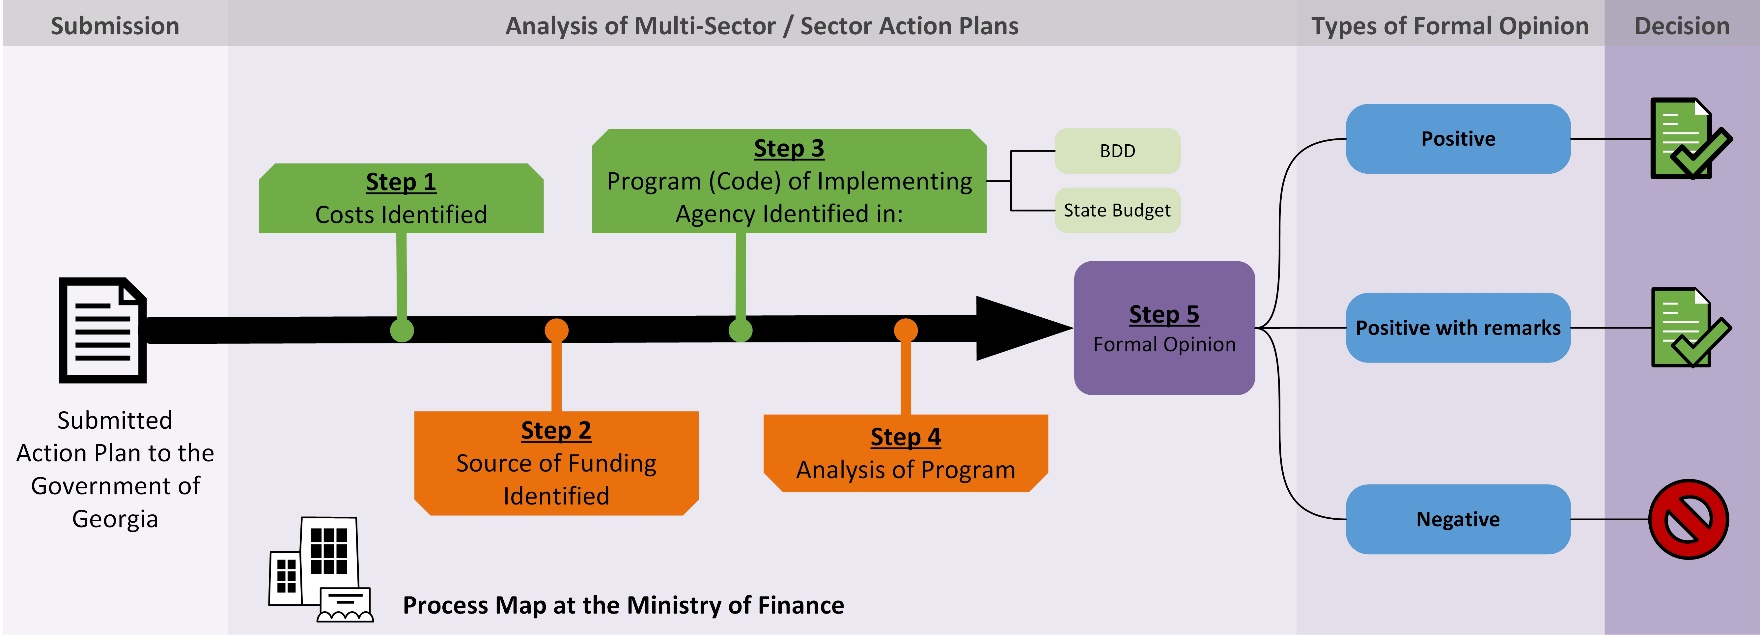 Submission
Analysis of Multi-Sector / Sector Action Plans
Types of Formal Opinion
Decision
Submitted
Action Plan to the
Government of
Georgia
Step 1
Costs Identified
Step 2
Source of Funding
Identified
Step 3
Program (Code) of Implementing
Agency Identified in:
BDD
State Budget
Step 4
Analysis of Program
Step 5
Formal Opinion
Positive
Positive with remarks
Negative
Process Map at the Ministry of Finance